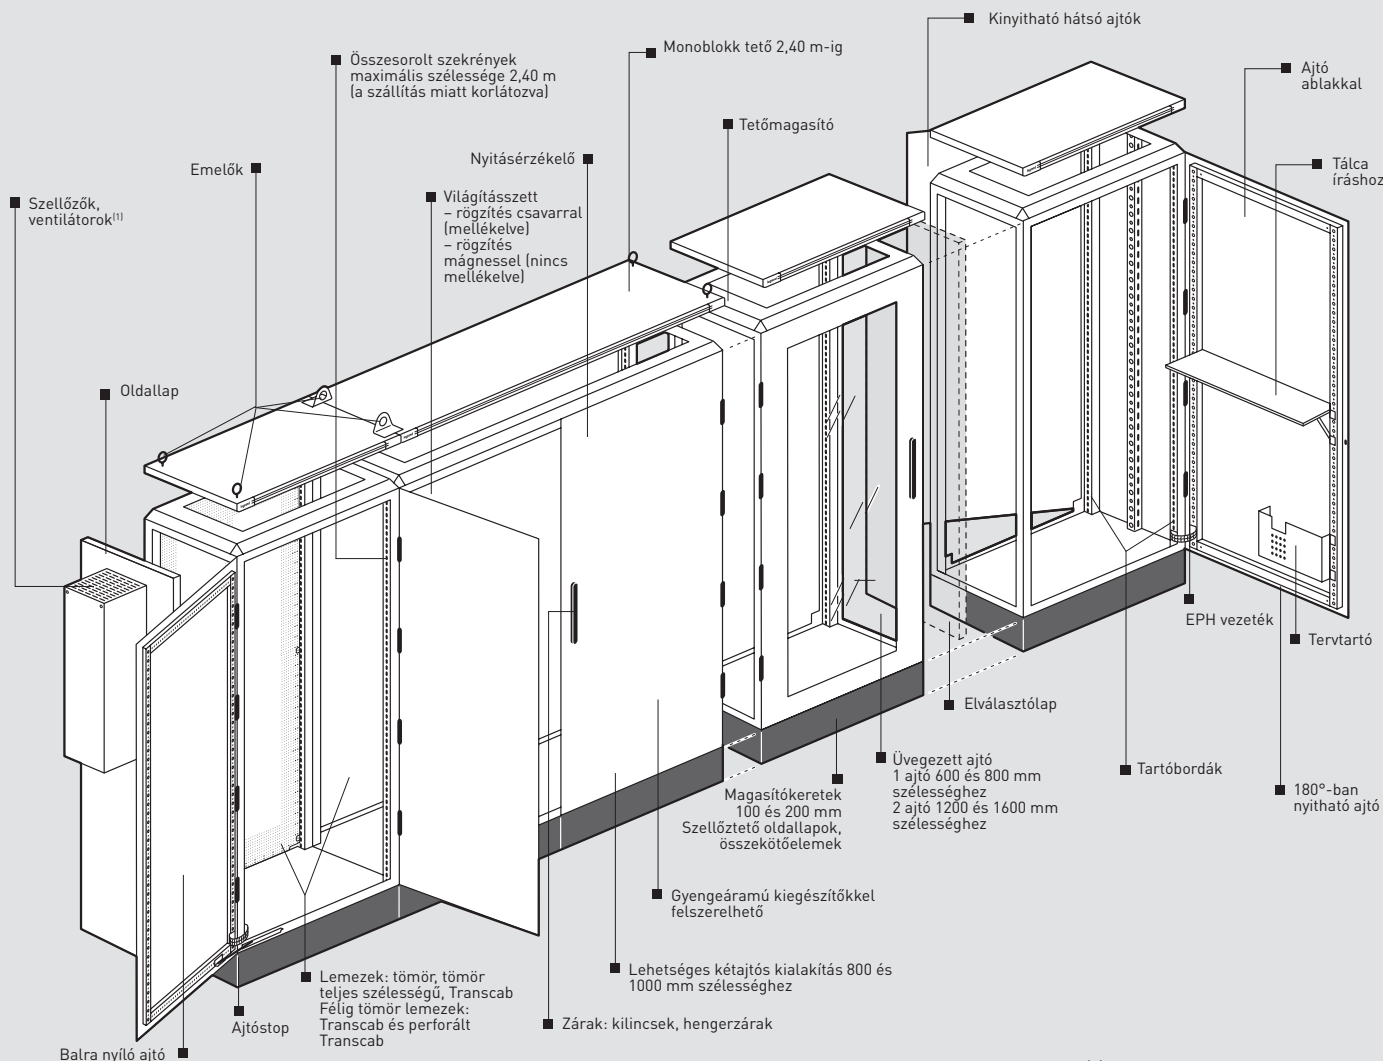 Kinyitható hátsó ajtók
Monoblokk tető 2,40 m-ig
Összesorolt szekrények
maximális szélessége 2,40 m
(a szállítás miatt korlátozva)
Ajtó
ablakkal
Tetőmagasító
Nyitásérzékelő
Emelők
Tálca
íráshoz
Világításszett
– rögzítés csavarral
(mellékelve)
– rögzítés
mágnessel (nincs
mellékelve)
Szellőzők,
ventilátorok(1)
Oldallap
EPH vezeték
Tervtartó
Elválasztólap
Üvegezett ajtó
1 ajtó 600 és 800 mm
szélességhez
2 ajtó 1200 és 1600 mm
szélességhez
Tartóbordák
180°-ban
nyitható ajtó
Magasítókeretek
100 és 200 mm
Szellőztető oldallapok,
összekötőelemek
Gyengeáramú kiegészítőkkel
felszerelhető
Lehetséges kétajtós kialakítás 800 és
1000 mm szélességhez
Lemezek: tömör, tömör
teljes szélességű, Transcab
Félig tömör lemezek:
Transcab és perforált
Transcab
Zárak: kilincsek, hengerzárak
Ajtóstop
Balra nyíló ajtó